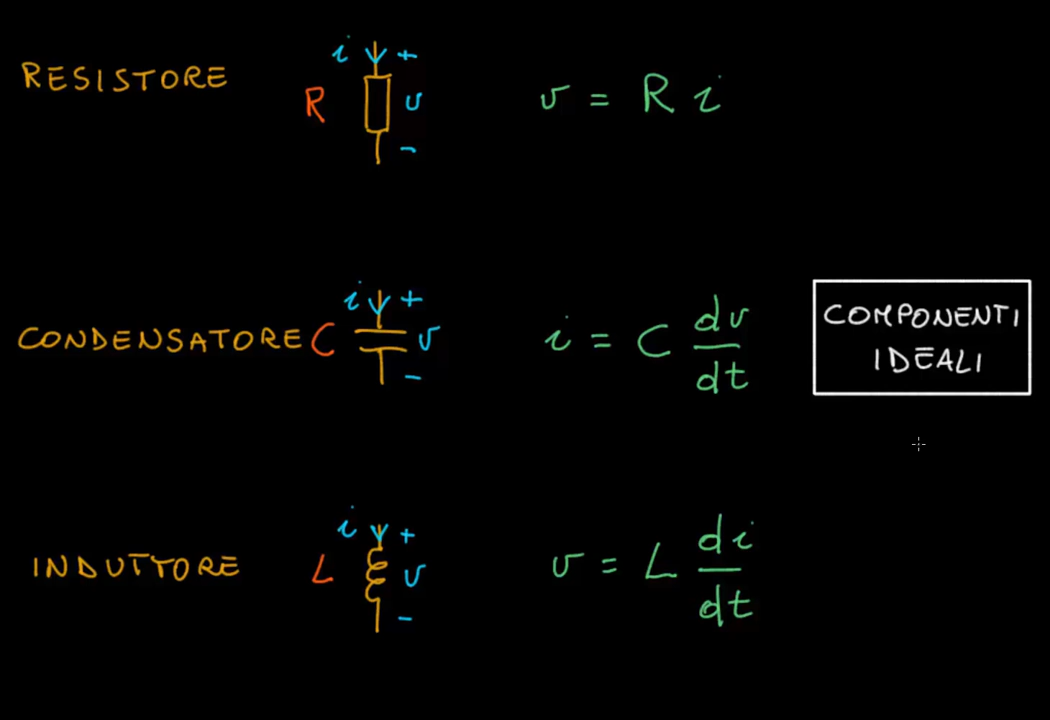 RESISTORE R i + v - v = R i
CONDENSATORE C i + v - i = C dv/dt
COMPONENTI
IDEALI
INDUTTORE L i + v - v = L di/dt